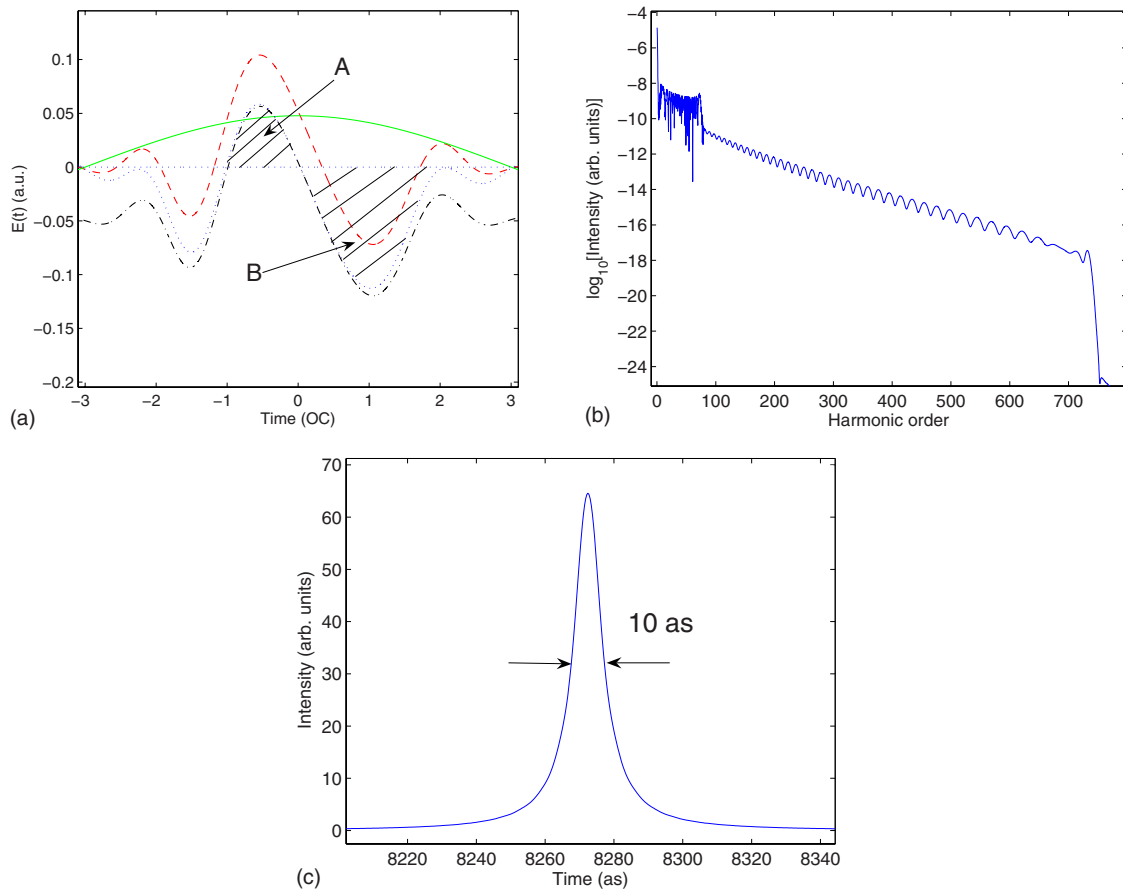 0.1
0.05
0
−0.05
−0.1
−0.15
−0.2
E(t) (a.u.)
A
B
−3 −2 −1 0 1 2 3
Time (OC)
(a)
−4
−6
−8
−10
−12
−14
−16
−18
−20
−22
−24
log10[Intensity (arb. units)]
0 100 200 300 400 500 600 700
Harmonic order
(b)
70
60
50
40
30
20
10
0
Intensity (arb. units)
10 as
8220 8240 8260 8280 8300 8320 8340
Time (as)
(c)